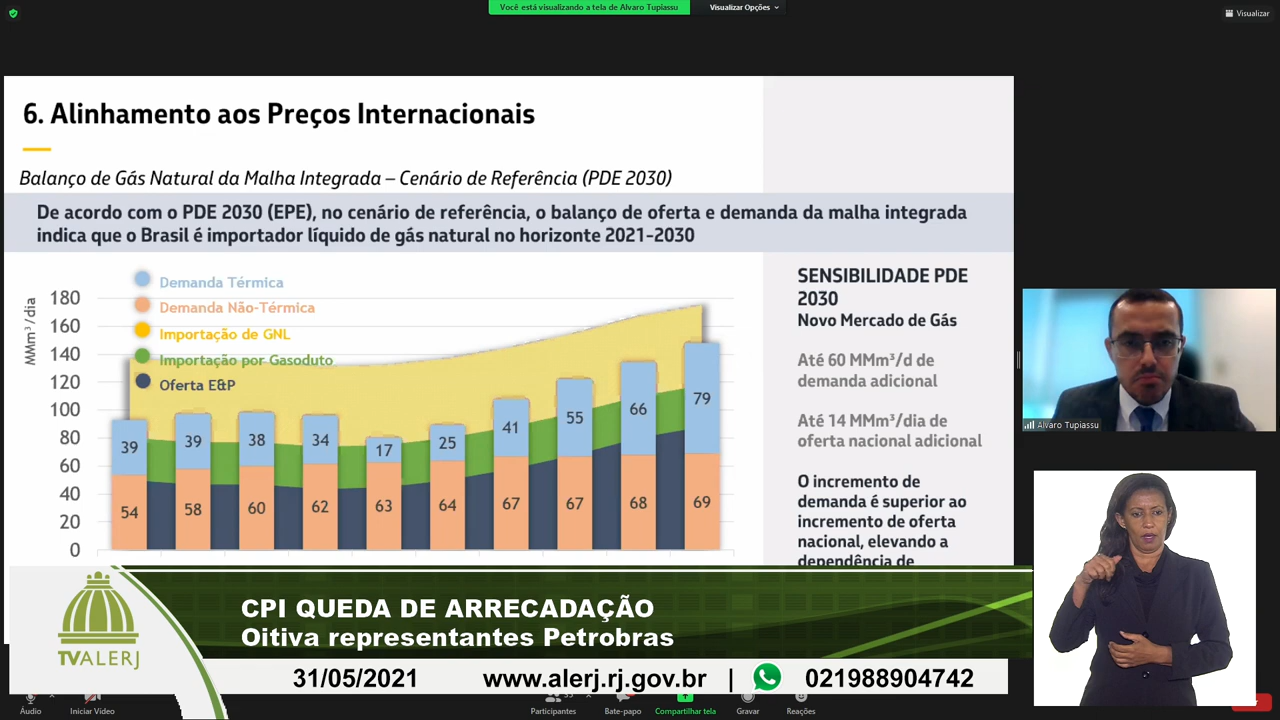 Você está visualizando a tela de Alvaro Tupiassu
Visualizar Opções
Visualizar
6. Alinhamento aos Preços Internacionais
Balanço de Gás Natural da Malha Integrada – Cenário de Referência (PDE 2030)
De acordo com o PDE 2030 (EPE), no cenário de referência, o balanço de oferta e demanda da malha integrada
indica que o Brasil é importador líquido de gás natural no horizonte 2021-2030
MMm³/dia
180
160
140
120
100
80
60
40
20
0
Demanda Térmica
Demanda Não-Térmica
Importação de GNL
Importação por Gasoduto
Oferta E&P
39 39 38 34 17 25 41 55 66 79
54 58 60 62 63 64 67 67 68 69
SENSIBILIDADE PDE
2030
Novo Mercado de Gás
Até 60 MMm³/d de
demanda adicional
Até 14 MMm³/dia de
oferta nacional adicional
O incremento de
demanda é superior ao
incremento de oferta
nacional, elevando a
dependência de
Alvaro Tupiassu
TVALERJ
CPI QUEDA DE ARRECADAÇÃO
Oitiva representantes Petrobras
31/05/2021 www.alerj.rj.gov.br | 021988904742
Áudio
Iniciar Vídeo
Participantes
Bate-papo
Compartilhar tela
Gravar
Reações